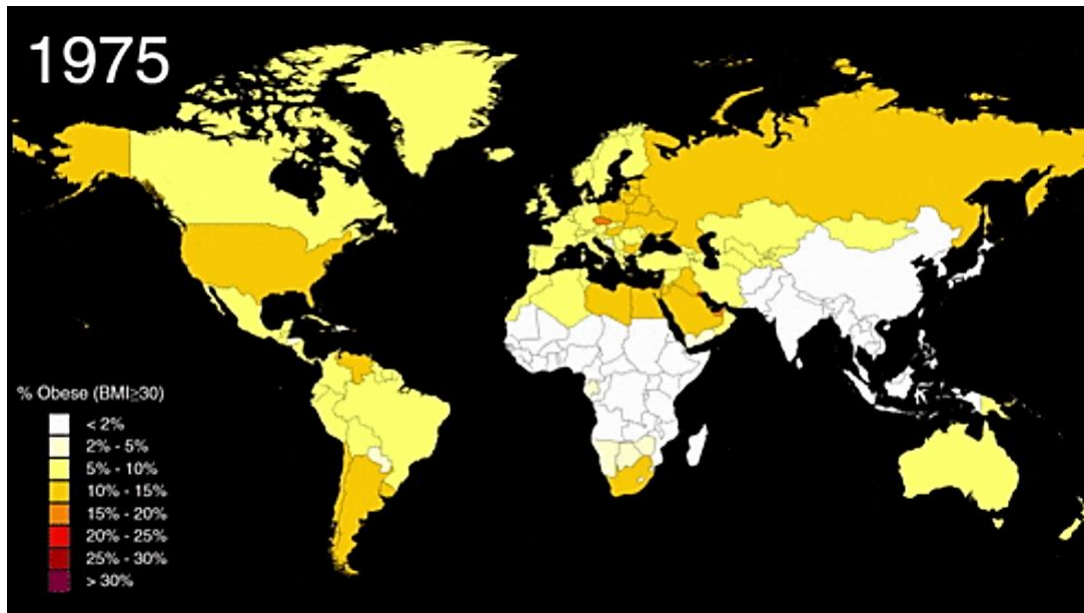 1975
% Obese (BMI≥30)
< 2%
2% - 5%
5% - 10%
10% - 15%
15% - 20%
20% - 25%
25% - 30%
> 30%